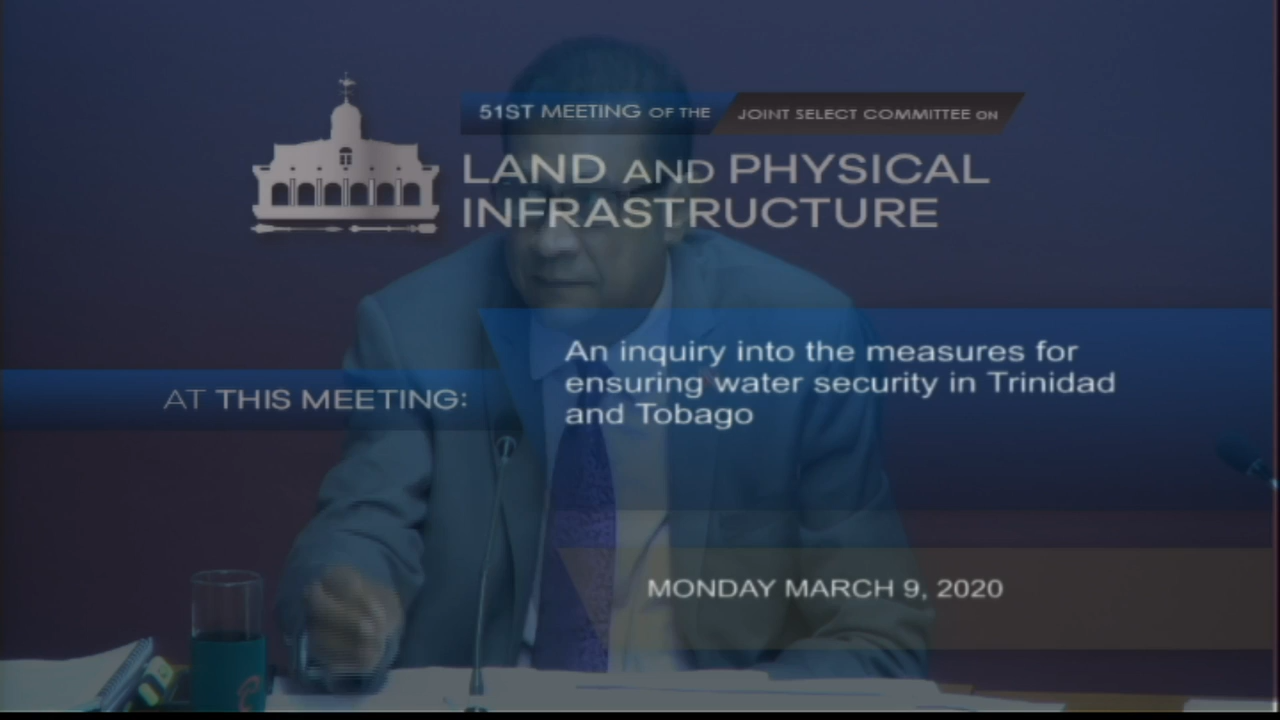 51ST MEETING OF THE JOINT SELECT COMMITTEE ON
LAND AND PHYSICAL
INFRASTRUCTURE
AT THIS MEETING:
An inquiry into the measures for
ensuring water security in Trinidad
and Tobago
MONDAY MARCH 9, 2020